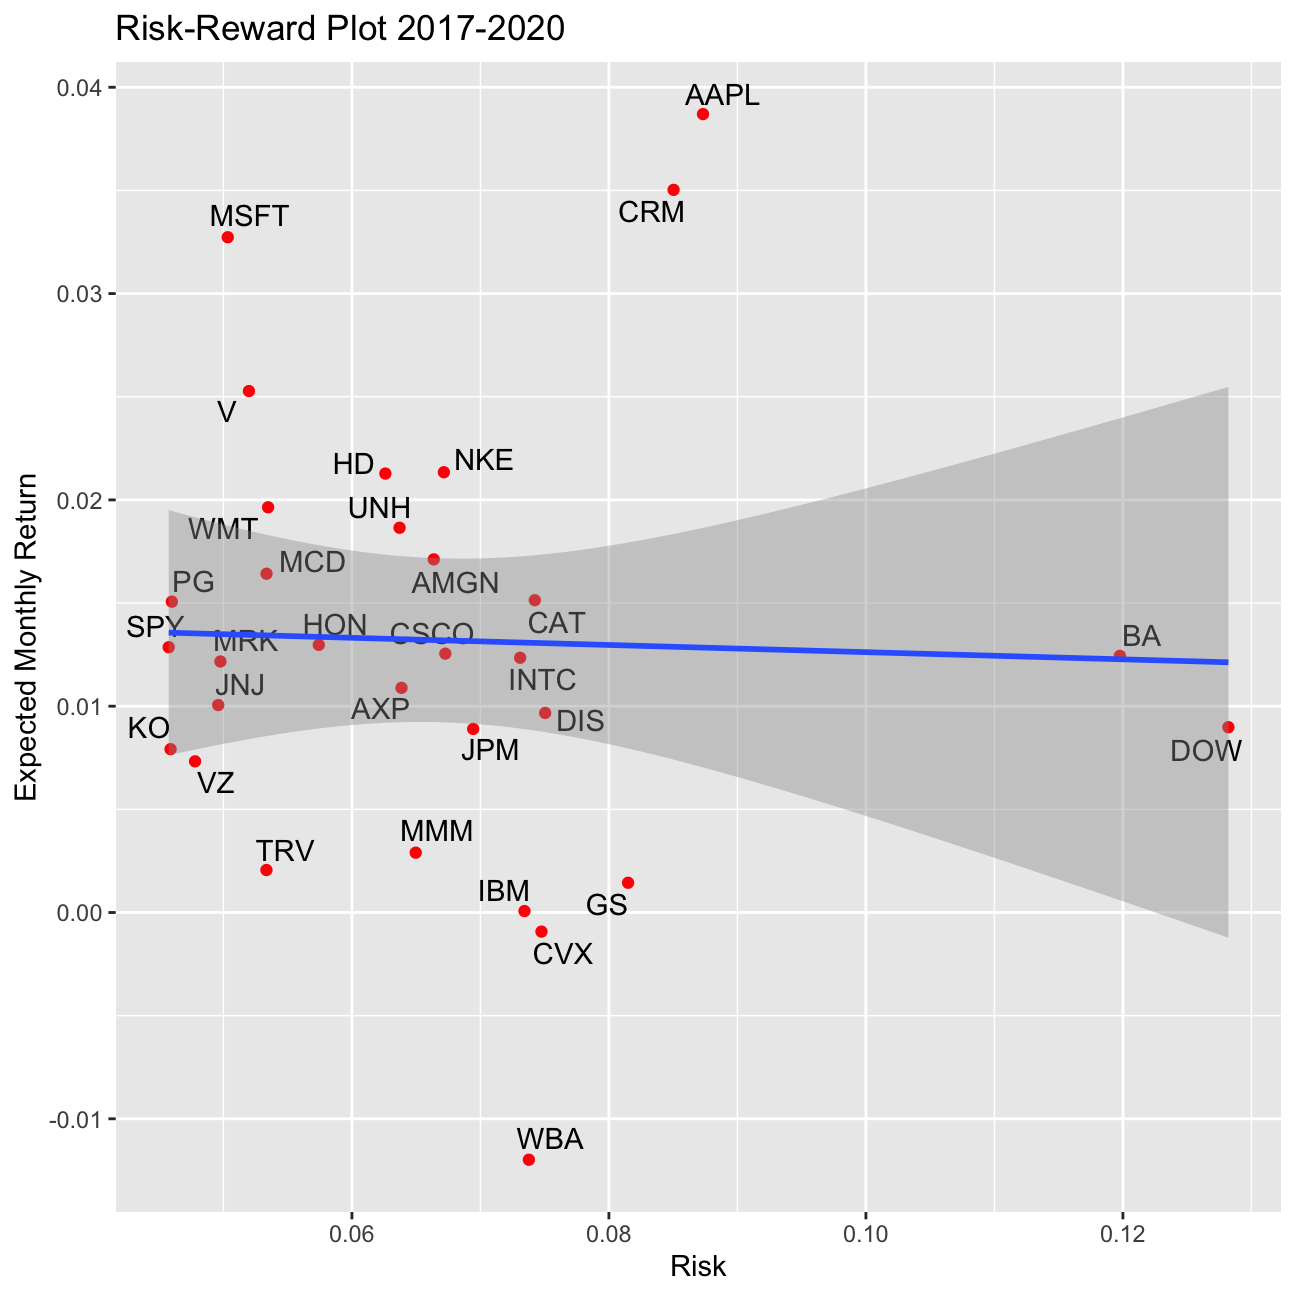 Risk-Reward Plot 2017-2020
0.04
AAPL
CRM
MSFT
0.03
V
HD
NKE
0.02
UNH
WMT
MCD
AMGN
PG
CAT
SPY
HON
CSCO
MRK
BA
INTC
JNJ
0.01
AXP
DIS
KO
JPM
DOW
VZ
MMM
TRV
IBM
GS
0.00
CVX
-0.01
WBA
Expected Monthly Return
0.06
0.08
0.10
0.12
Risk